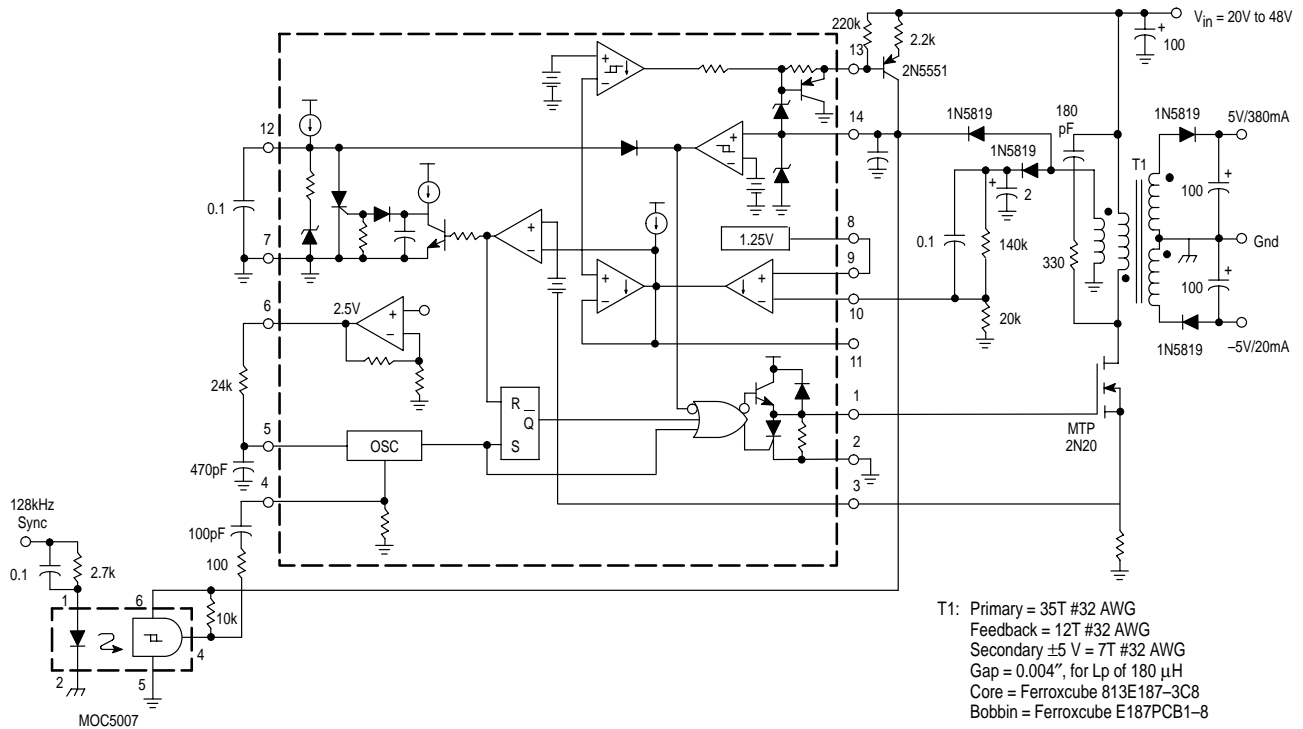 220k
13
2.2k
2N5551
Vin = 20V to 48V
+
100
12
0.1
7
14
1N5819
180
pF
1N5819
+
2
1N5819
5V/380mA
T1
+
100
Gnd
+
100
1N5819
–5V/20mA
8
1.25V
9
10
11
0.1
140k
20k
330
6
2.5V
24k
5
470pF
4
OSC
R
Q
S
1
2
3
MTP
2N20
128kHz
Sync
0.1
2.7k
100pF
100
1
6
10k
4
2
5
MOC5007
T1: Primary = 35T #32 AWG
Feedback = 12T #32 AWG
Secondary ±5 V = 7T #32 AWG
Gap = 0.004″, for Lp of 180 μH
Core = Ferroxcube 813E187–3C8
Bobbin = Ferroxcube E187PCB1–8